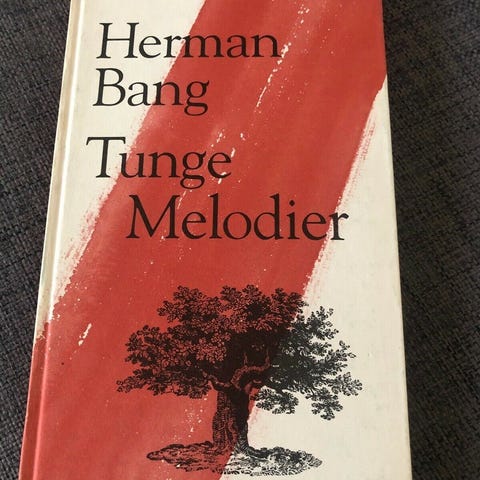 Herman
Bang
Tunge
Melodier